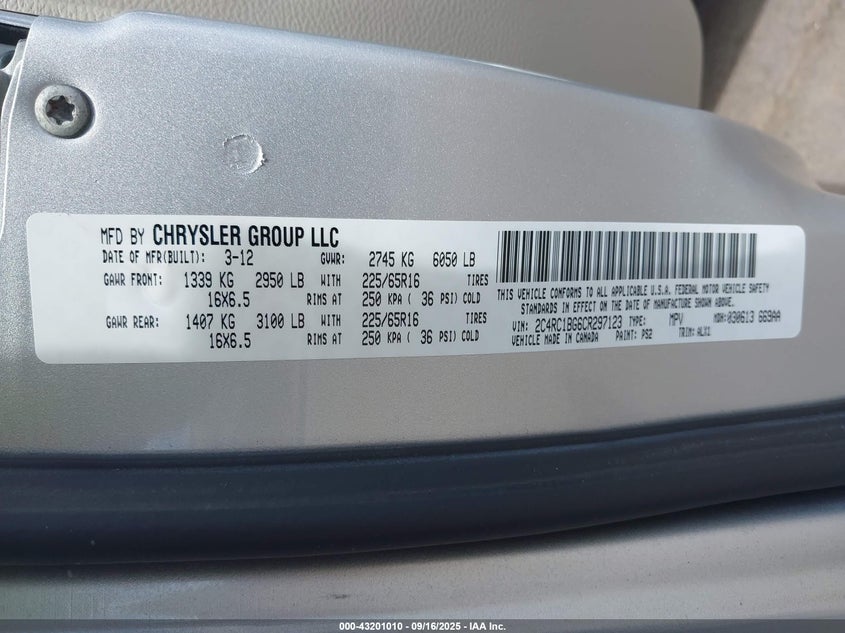 MFD BY CHRYSLER GROUP LLC
DATE OF MFR(BUILT): 3-12 GVWR: 2745 KG 6050 LB
GAWR FRONT: 1339 KG 2950 LB WITH 225/65R16 TIRES
16X6.5 RIMS AT 250 KPA ( 36 PSI) COLD
GAWR REAR: 1407 KG 3100 LB WITH 225/65R16 TIRES
16X6.5 RIMS AT 250 KPA ( 36 PSI) COLD
THIS VEHICLE CONFORMS TO ALL APPLICABLE U.S.A. FEDERAL MOTOR VEHICLE SAFETY
STANDARDS IN EFFECT ON THE DATE OF MANUFACTURE SHOWN ABOVE.
VIN: 2C4RC1BG6CR297123 TYPE: MPV MDH: 030613 669AA
VEHICLE MADE IN CANADA PAINT: PS2 TRIM: ALX1
000-43201010 - 09/16/2025 - IAA Inc.